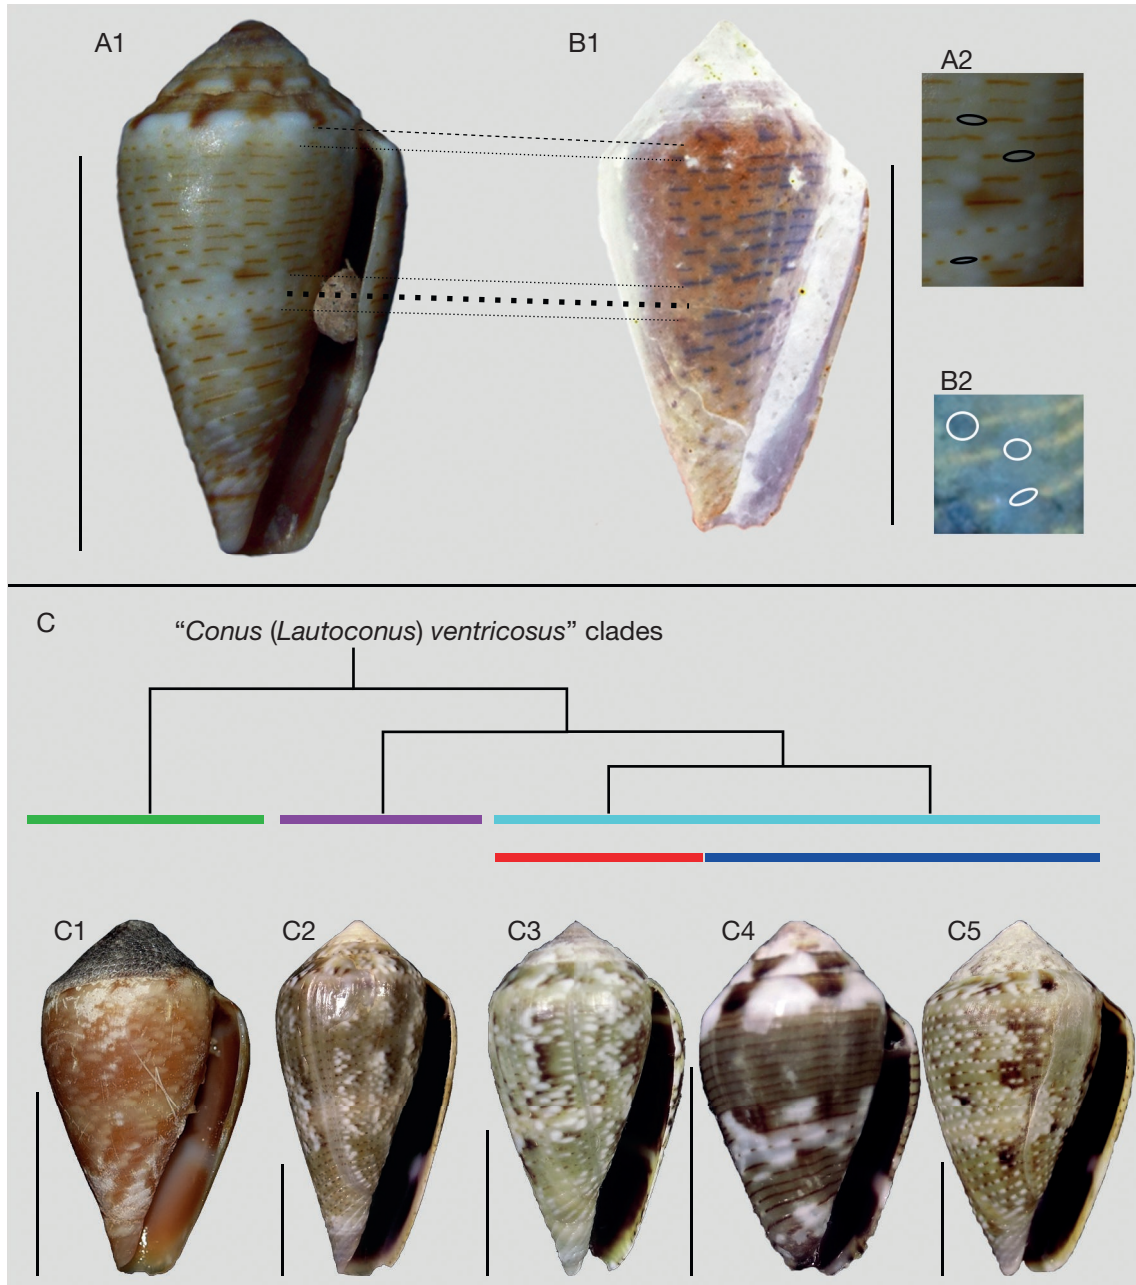 A1
B1
A2
B2
C
“Conus (Lautoconus) ventricosus” clades
C1
C2
C3
C4
C5